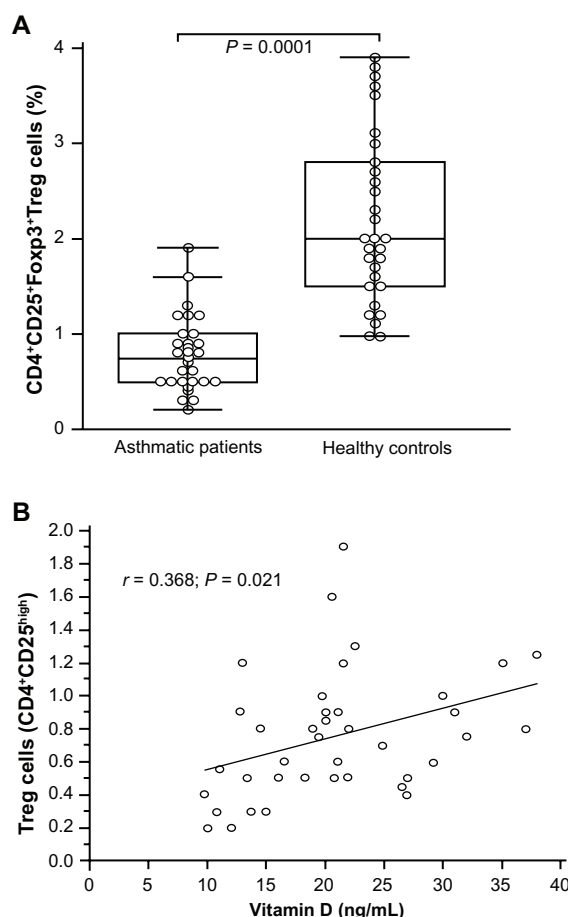 A
P = 0.0001
CD4⁺CD25⁺Foxp3⁺Treg cells (%)
4
3
2
1
0
Asthmatic patients Healthy controls
B
r = 0.368; P = 0.021
Treg cells (CD4⁺CD25ʰⁱᵍʰ)
2.0
1.8
1.6
1.4
1.2
1.0
0.8
0.6
0.4
0.2
0.0
0 5 10 15 20 25 30 35 40
Vitamin D (ng/mL)